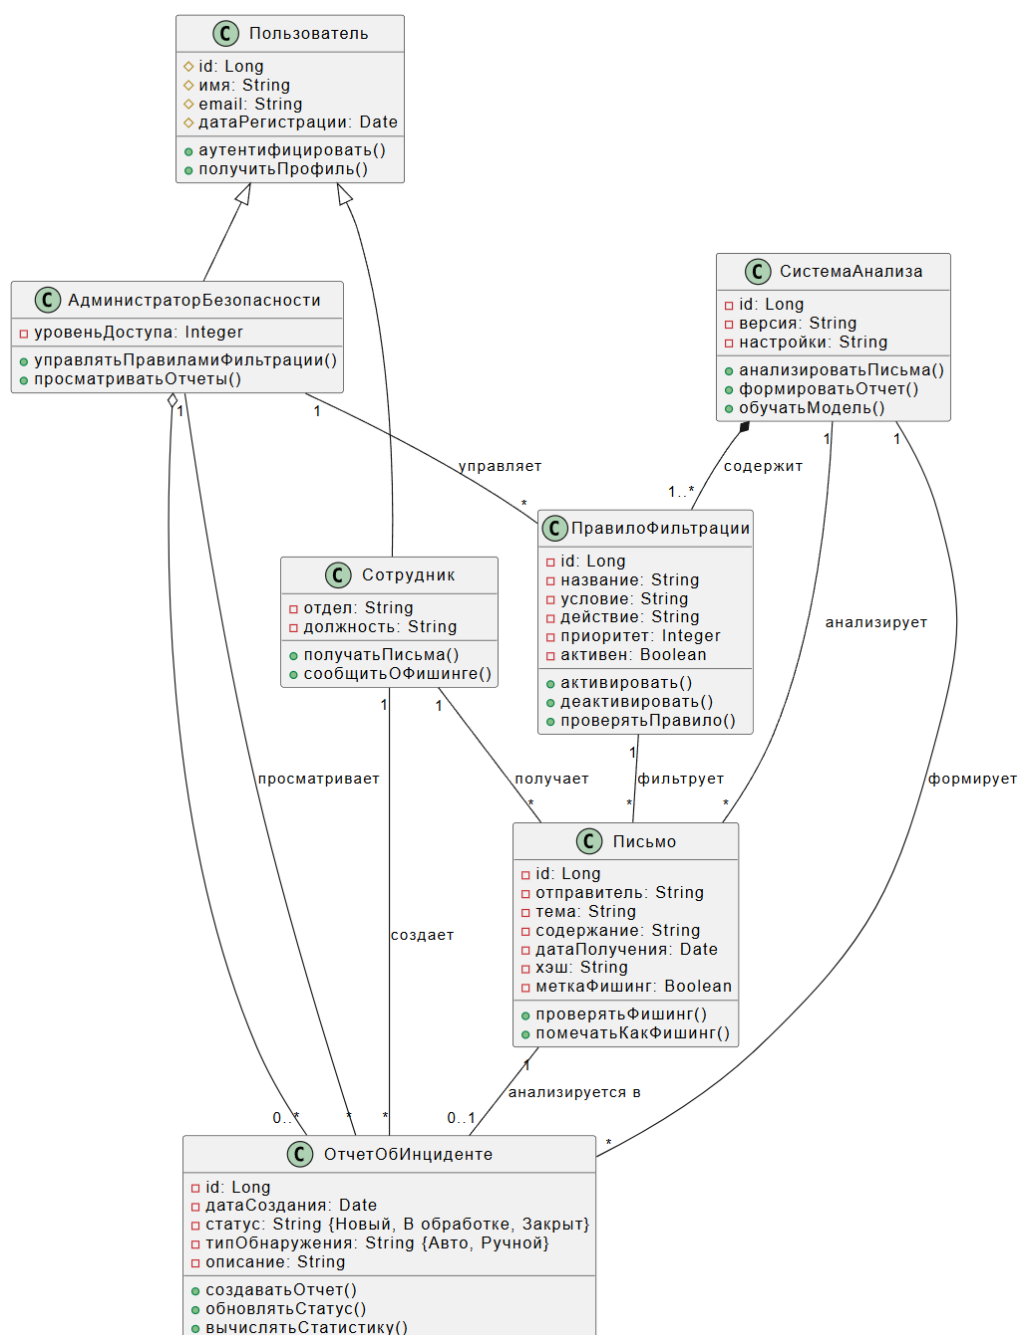 C Пользователь
id: Long
имя: String
email: String
датаРегистрации: Date
аутентифицировать()
получитьПрофиль()
C АдминистраторБезопасности
уровеньДоступа: Integer
управлятьПравиламиФильтрации()
просматриватьОтчеты()
C СистемаАнализа
id: Long
версия: String
настройки: String
анализироватьПисьма()
формироватьОтчет()
обучатьМодель()
1
1
1
1
управляет
содержит
*
1..*
C ПравилоФильтрации
id: Long
название: String
условие: String
действие: String
приоритет: Integer
активен: Boolean
активировать()
деактивировать()
проверятьПравило()
C Сотрудник
отдел: String
должность: String
получатьПисьма()
сообщитьОФишинге()
анализирует
1
1
1
просматривает
получает
фильтрует
формирует
*
*
*
C Письмо
id: Long
отправитель: String
тема: String
содержание: String
датаПолучения: Date
хэш: String
меткаФишинг: Boolean
проверятьФишинг()
помечатьКакФишинг()
создает
1
анализируется в
0..*
*
*
0..1
*
C ОтчетОбИнциденте
id: Long
датаСоздания: Date
статус: String {Новый, В обработке, Закрыт}
типОбнаружения: String {Авто, Ручной}
описание: String
создаватьОтчет()
обновлятьСтатус()
вычислятьСтатистику()